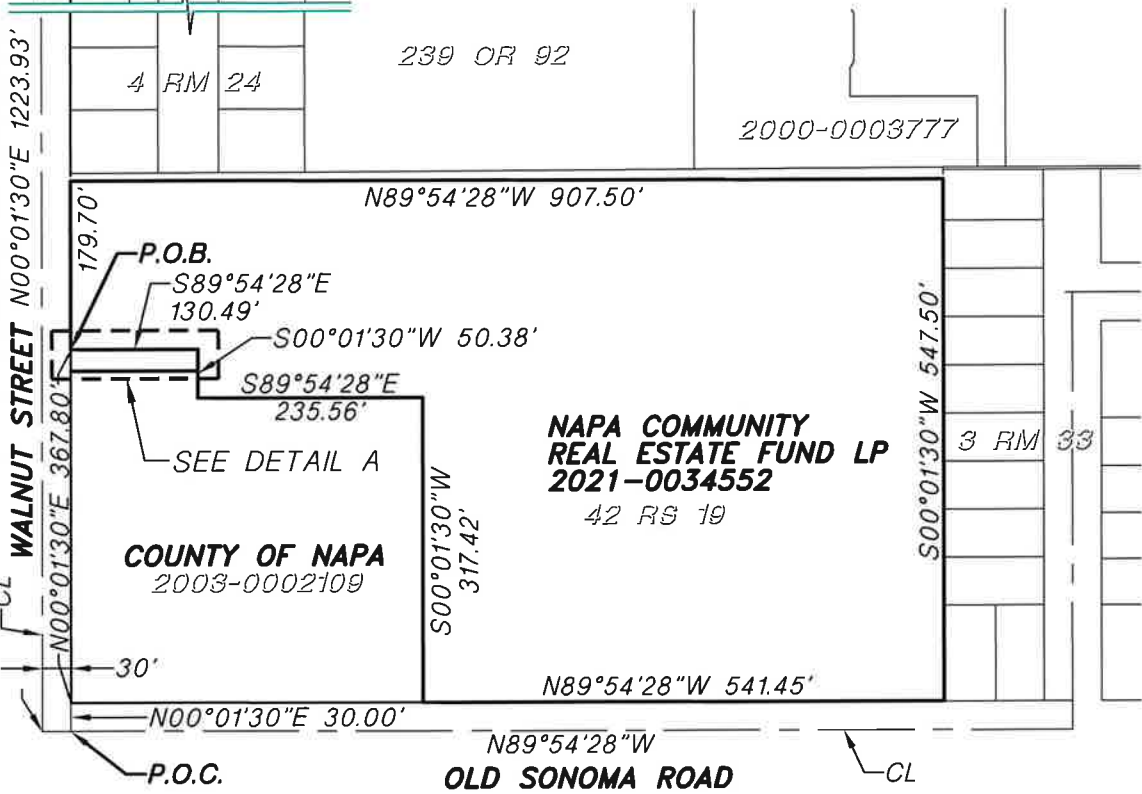 4 RM 24
239 OR 92
2000-0003777
WALNUT STREET N00°01'30"E 1223.93'
N89°54'28"W 907.50'
179.70'
P.O.B.
S89°54'28"E
130.49'
S00°01'30"W 50.38'
S89°54'28"E
235.56'
SEE DETAIL A
N00°01'30"E 367.80'
COUNTY OF NAPA
2003-0002109
S00°01'30"W
317.42'
NAPA COMMUNITY
REAL ESTATE FUND LP
2021-0034552
42 RS 19
S00°01'30"W 547.50'
3 RM 33
CL
30'
N89°54'28"W 541.45'
N00°01'30"E 30.00'
N89°54'28"W
P.O.C.
OLD SONOMA ROAD
CL